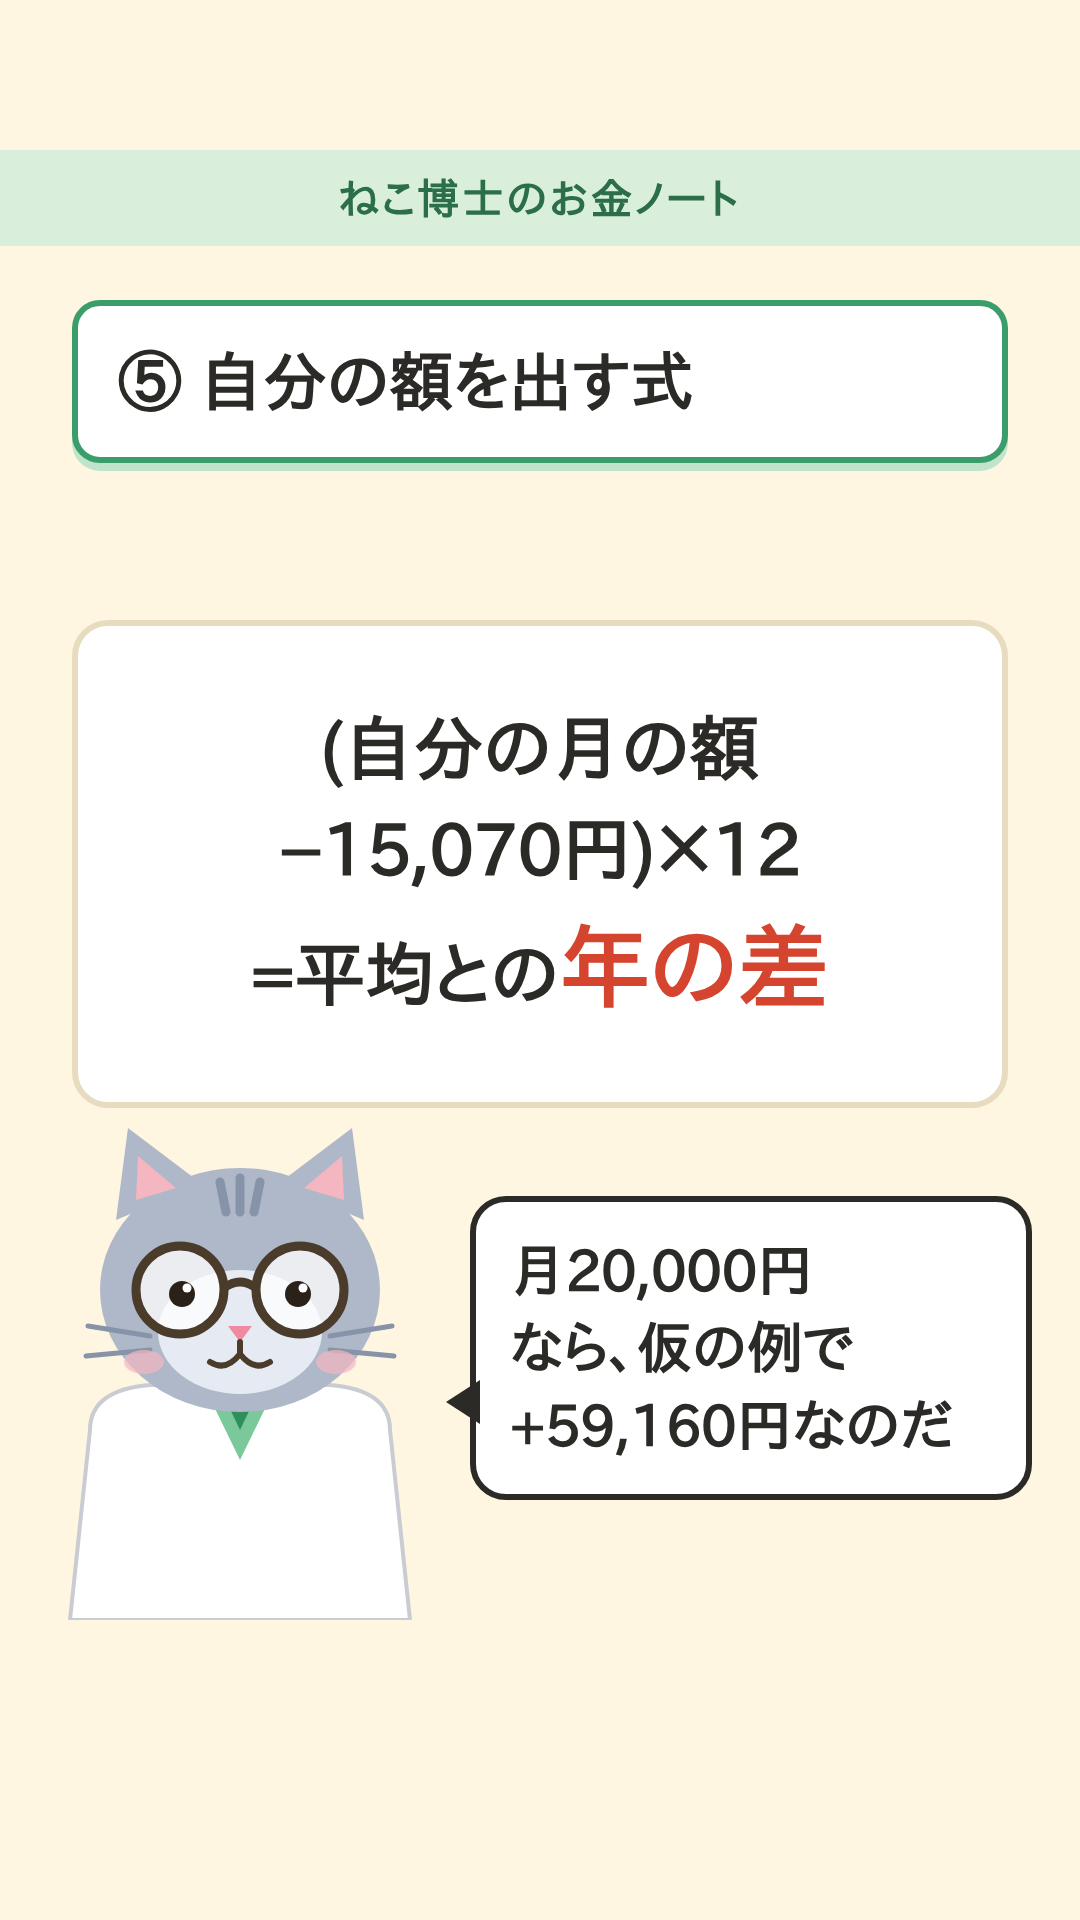 ねこ博士のお金ノート
⑤ 自分の額を出す式
(自分の月の額
−15,070円)×12
=平均との年の差
月20,000円
なら、仮の例で
+59,160円なのだ